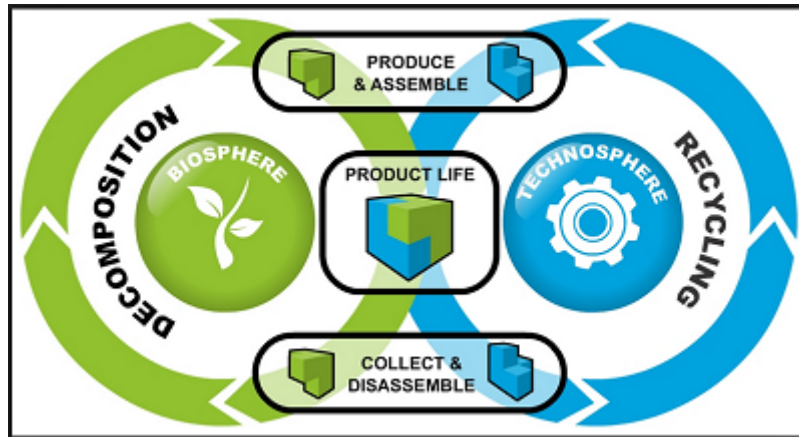 PRODUCE
& ASSEMBLE
DECOMPOSITION
BIOSPHERE
PRODUCT LIFE
TECHNOSPHERE
RECYCLING
COLLECT &
DISASSEMBLE